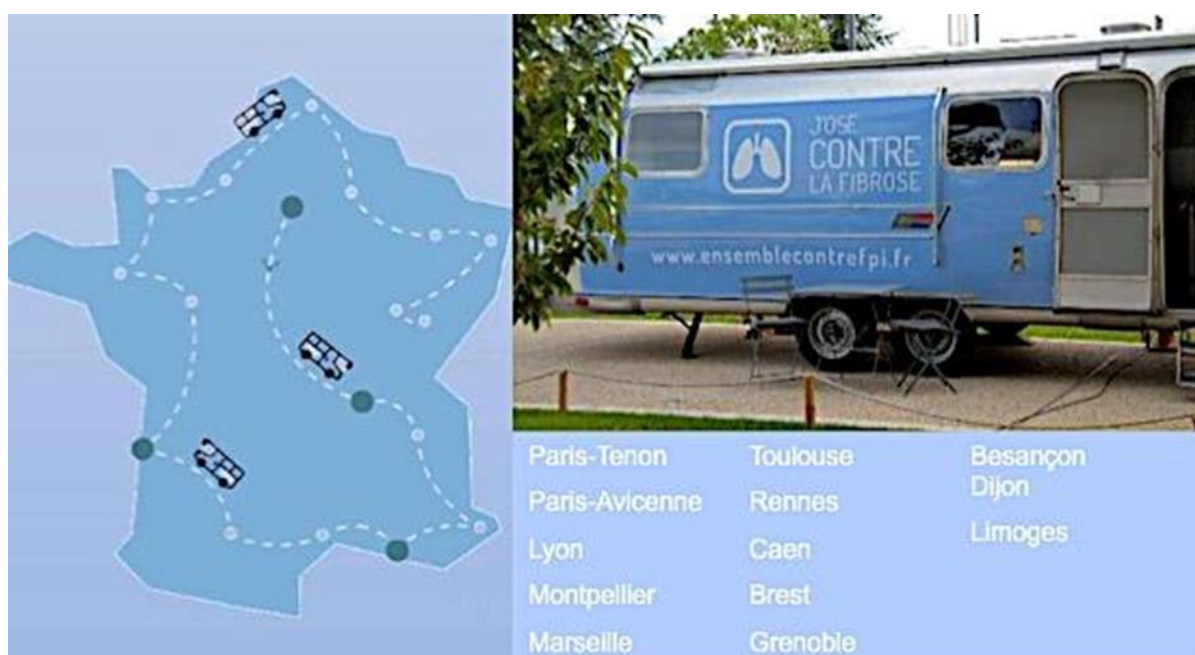 J'OSE
CONTRE
LA FIBROSE
www.ensemblecontrefpi.fr
Paris-Tenon
Paris-Avicenne
Lyon
Montpellier
Marseille
Toulouse
Rennes
Caen
Brest
Grenoble
Besançon
Dijon
Limoges